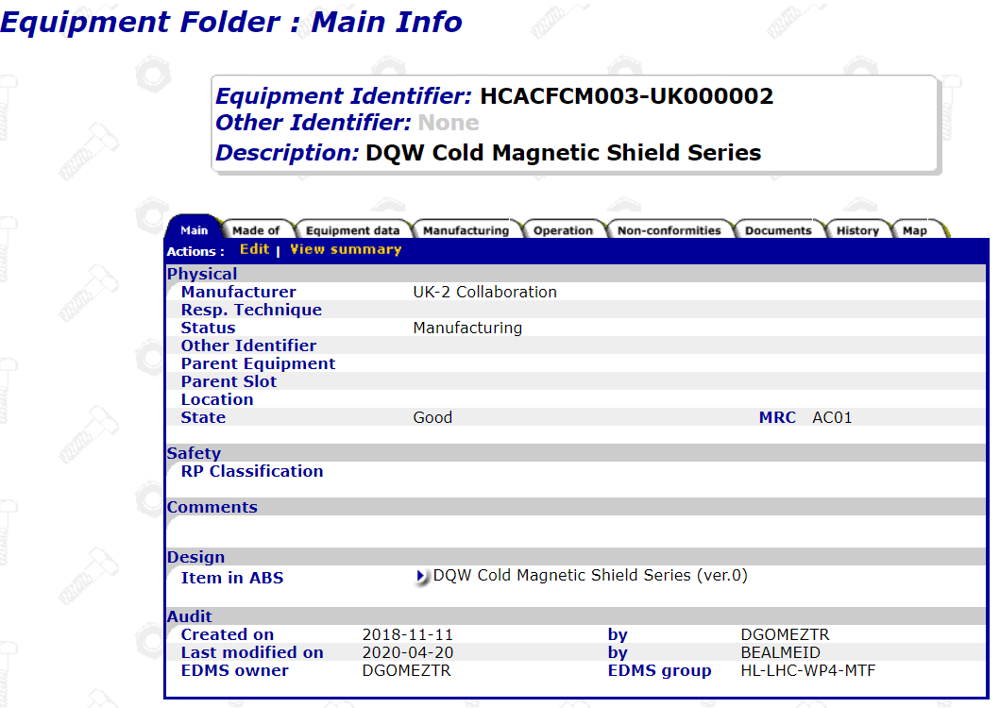 Equipment Folder : Main Info
Equipment Identifier: HCACFCM003-UK000002
Other Identifier: None
Description: DQW Cold Magnetic Shield Series
Main Made of Equipment data Manufacturing Operation Non-conformities Documents History Map
Actions : Edit | View summary
Physical
Manufacturer UK-2 Collaboration
Resp. Technique
Status Manufacturing
Other Identifier
Parent Equipment
Parent Slot
Location
State Good MRC AC01
Safety
RP Classification
Comments
Design
Item in ABS DQW Cold Magnetic Shield Series (ver.0)
Audit
Created on 2018-11-11 by DGOMEZTR
Last modified on 2020-04-20 by BEALMEID
EDMS owner DGOMEZTR EDMS group HL-LHC-WP4-MTF